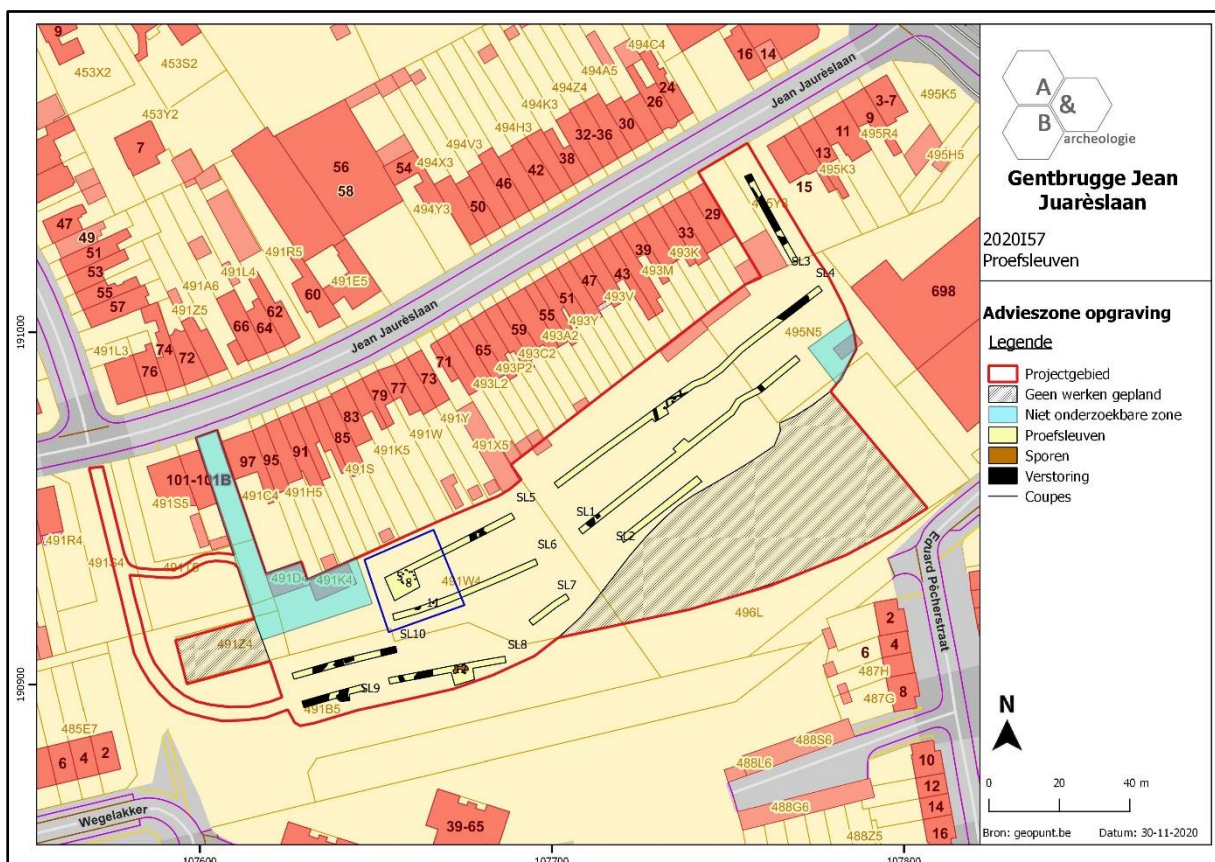 9
453X2
453S2
453Y2
7
47
49
51
53
55
57
491L3
491A6
491Z5
491L4
491R5
74
76
72
66
64
62
60
491E5
56
58
54
494X3
494V3
494Y3
50
46
42
38
32-36
30
26
24
494H3
494K3
494Z4
494A5
494C4
16
14
Jean Jaurèslaan
Jean Jaurèslaan
3-7
9
11
13
15
495K5
495R4
495H5
495K3
29
33
39
43
47
51
55
59
65
71
73
77
79
83
85
91
95
97
101-101B
493K
493M
493V
493Y
493A2
493C2
493P2
493L2
491Y
491X5
491W
491K5
491S
491H5
491C4
491S5
491R4
491S4
491D4
491K4
491W4
491Z4
491B5
495N5
698
SL3
SL4
SL5
SL1
SL2
SL6
SL7
SL8
SL10
SL9
8
496L
Eduard Pêcherstraat
2
4
6
8
487H
487G
488S6
488L6
488G6
488Z5
10
12
14
16
485E7
6
4
2
Wegelakker
39-65
191000
190900
107600
107700
107800
A
&
B
archeologie
Gentbrugge Jean
Juarèslaan
2020I57
Proefsleuven
Advieszone opgraving
Legende
Projectgebied
Geen werken gepland
Niet onderzoekbare zone
Proefsleuven
Sporen
Verstoring
Coupes
N
0 20 40 m
Bron: geopunt.be Datum: 30-11-2020